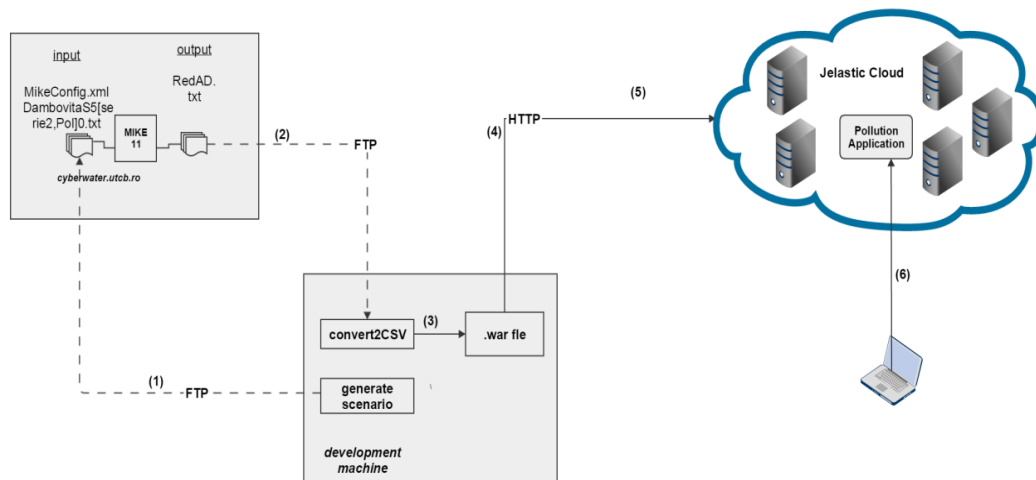 input
output
MikeConfig.xml
DambovitaS5[se
rie2,Pol]0.txt
RedAD.
txt
MIKE
11
cyberwater.utcb.ro
(2)
FTP
(4)
HTTP
(5)
Jelastic Cloud
Pollution
Application
(6)
convert2CSV
(3)
.war fle
(1)
FTP
generate
scenario
development
machine